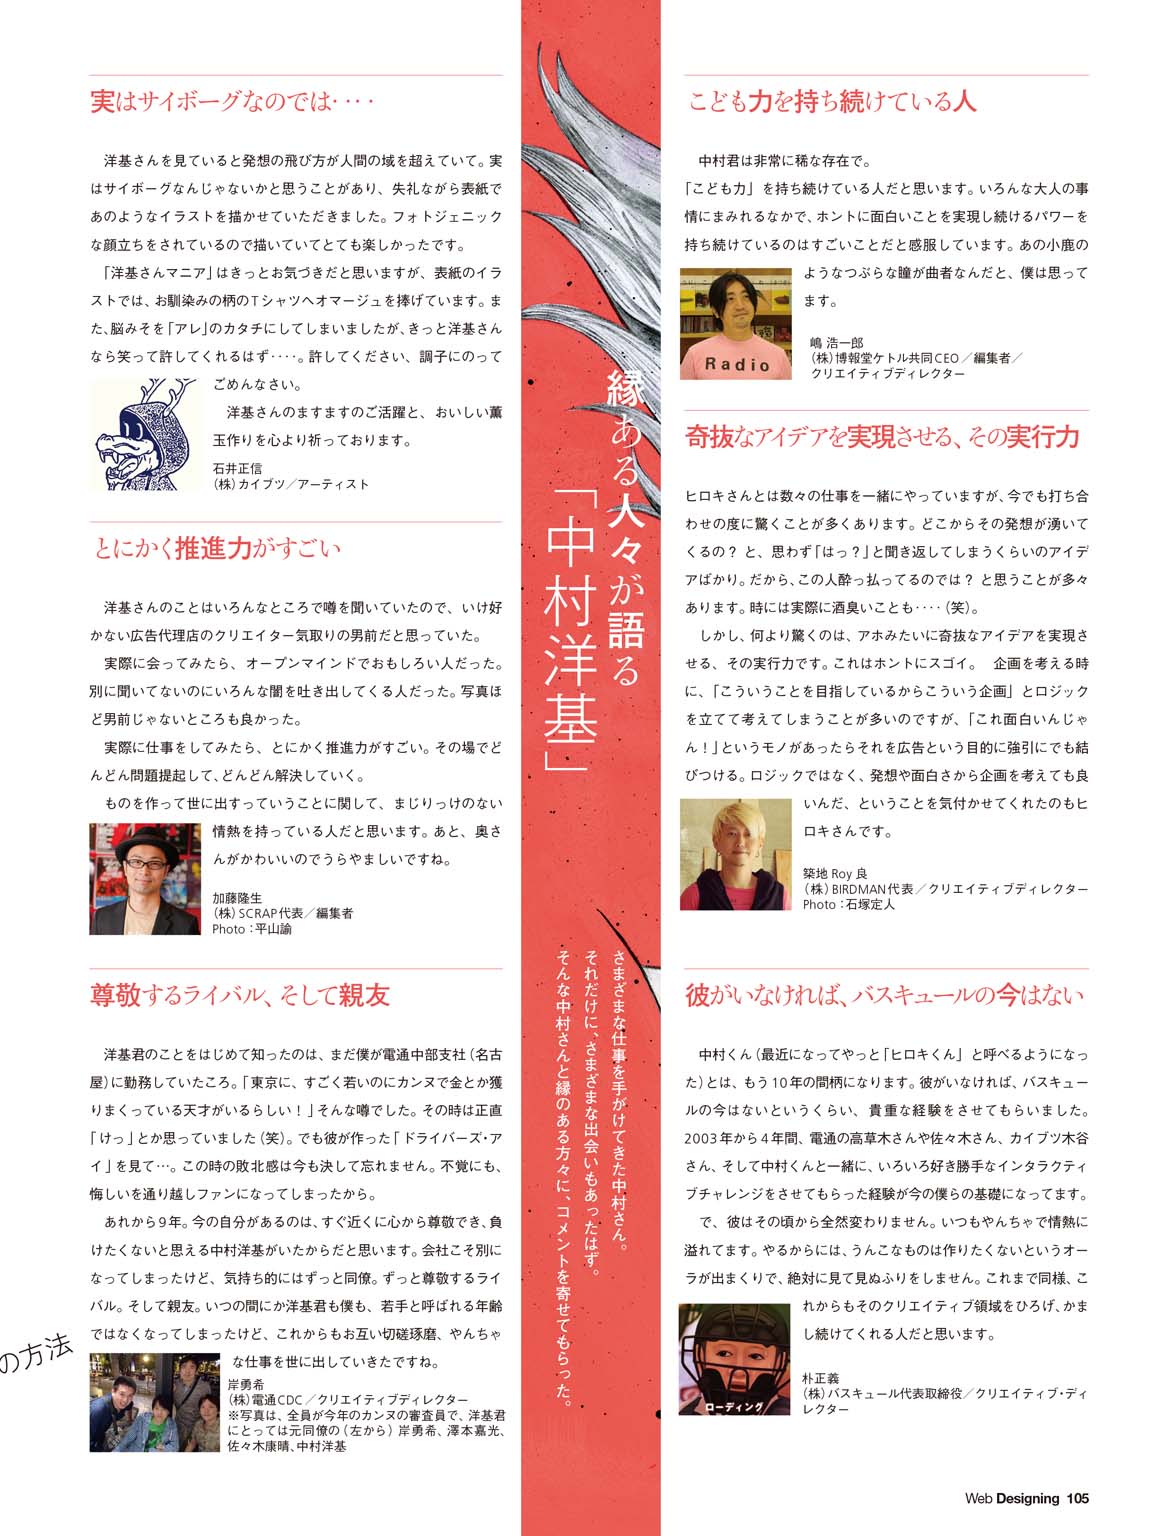 縁ある人々が語る
「中村洋基」
さまざまな仕事を手がけてきた中村さん。
それだけに、さまざまな出会いもあったはず。
そんな中村さんと縁のある方々に、コメントを寄せてもらった。
実はサイボーグなのでは‥‥
洋基さんを見ていると発想の飛び方が人間の域を超えていて。実
はサイボーグなんじゃないかと思うことがあり、失礼ながら表紙で
あのようなイラストを描かせていただきました。フォトジェニック
な顔立ちをされているので描いていてとても楽しかったです。
「洋基さんマニア」はきっとお気づきだと思いますが、表紙のイラ
ストでは、お馴染みの柄のTシャツへオマージュを捧げています。ま
た、脳みそを「アレ」のカタチにしてしまいましたが、きっと洋基さん
なら笑って許してくれるはず‥‥。許してください、調子にのって
ごめんなさい。
洋基さんのますますのご活躍と、おいしい薫
玉作りを心より祈っております。
石井正信
（株）カイブツ／アーティスト
とにかく推進力がすごい
洋基さんのことはいろんなところで噂を聞いていたので、いけ好
かない広告代理店のクリエイター気取りの男前だと思っていた。
実際に会ってみたら、オープンマインドでおもしろい人だった。
別に聞いてないのにいろんな闇を吐き出してくる人だった。写真ほ
ど男前じゃないところも良かった。
実際に仕事をしてみたら、とにかく推進力がすごい。その場でど
んどん問題提起して、どんどん解決していく。
ものを作って世に出すっていうことに関して、まじりっけのない
情熱を持っている人だと思います。あと、奥さ
んがかわいいのでうらやましいですね。
加藤隆生
（株）SCRAP代表／編集者
Photo：平山諭
尊敬するライバル、そして親友
洋基君のことをはじめて知ったのは、まだ僕が電通中部支社（名古
屋）に勤務していたころ。「東京に、すごく若いのにカンヌで金とか獲
りまくっている天才がいるらしい！」そんな噂でした。その時は正直
「けっ」とか思っていました（笑）。でも彼が作った「ドライバーズ・ア
イ」を見て…。この時の敗北感は今も決して忘れません。不覚にも、
悔しいを通り越しファンになってしまったから。
あれから9年。今の自分があるのは、すぐ近くに心から尊敬でき、負
けたくないと思える中村洋基がいたからだと思います。会社こそ別に
なってしまったけど、気持ち的にはずっと同僚。ずっと尊敬するライ
バル。そして親友。いつの間にか洋基君も僕も、若手と呼ばれる年齢
ではなくなってしまったけど、これからもお互い切磋琢磨、やんちゃ
な仕事を世に出していきたですね。
岸勇希
（株）電通CDC／クリエイティブディレクター
※写真は、全員が今年のカンヌの審査員で、洋基君
にとっては元同僚の（左から）岸勇希、澤本嘉光、
佐々木康晴、中村洋基
の方法
こども力を持ち続けている人
中村君は非常に稀な存在で。
「こども力」を持ち続けている人だと思います。いろんな大人の事
情にまみれるなかで、ホントに面白いことを実現し続けるパワーを
持ち続けているのはすごいことだと感服しています。あの小鹿の
ようなつぶらな瞳が曲者なんだと、僕は思って
ます。
Radio
嶋 浩一郎
（株）博報堂ケトル共同CEO／編集者／
クリエイティブディレクター
奇抜なアイデアを実現させる、その実行力
ヒロキさんとは数々の仕事を一緒にやっていますが、今でも打ち合
わせの度に驚くことが多くあります。どこからその発想が湧いて
くるの？ と、思わず「はっ？」と聞き返してしまうくらいのアイデ
アばかり。だから、この人酔っ払ってるのでは？ と思うことが多々
あります。時には実際に酒臭いことも‥‥（笑）。
しかし、何より驚くのは、アホみたいに奇抜なアイデアを実現さ
せる、その実行力です。これはホントにスゴイ。 企画を考える時
に、「こういうことを目指しているからこういう企画」とロジック
を立てて考えてしまうことが多いのですが、「これ面白いんじゃ
ん！」というモノがあったらそれを広告という目的に強引にでも結
びつける。ロジックではなく、発想や面白さから企画を考えても良
いんだ、ということを気付かせてくれたのもヒ
ロキさんです。
築地 Roy 良
（株）BIRDMAN代表／クリエイティブディレクター
Photo：石塚定人
彼がいなければ、バスキュールの今はない
中村くん（最近になってやっと「ヒロキくん」と呼べるようになっ
た）とは、もう10年の間柄になります。彼がいなければ、バスキュー
ルの今はないというくらい、貴重な経験をさせてもらいました。
2003年から4年間、電通の高草木さんや佐々木さん、カイブツ木谷
さん、そして中村くんと一緒に、いろいろ好き勝手なインタラクティ
ブチャレンジをさせてもらった経験が今の僕らの基礎になってます。
で、彼はその頃から全然変わりません。いつもやんちゃで情熱に
溢れてます。やるからには、うんこなものは作りたくないというオー
ラが出まくりで、絶対に見て見ぬふりをしません。これまで同様、こ
れからもそのクリエイティブ領域をひろげ、かま
し続けてくれる人だと思います。
ローディング
朴正義
（株）バスキュール代表取締役／クリエイティブ・ディ
レクター
Web Designing 105